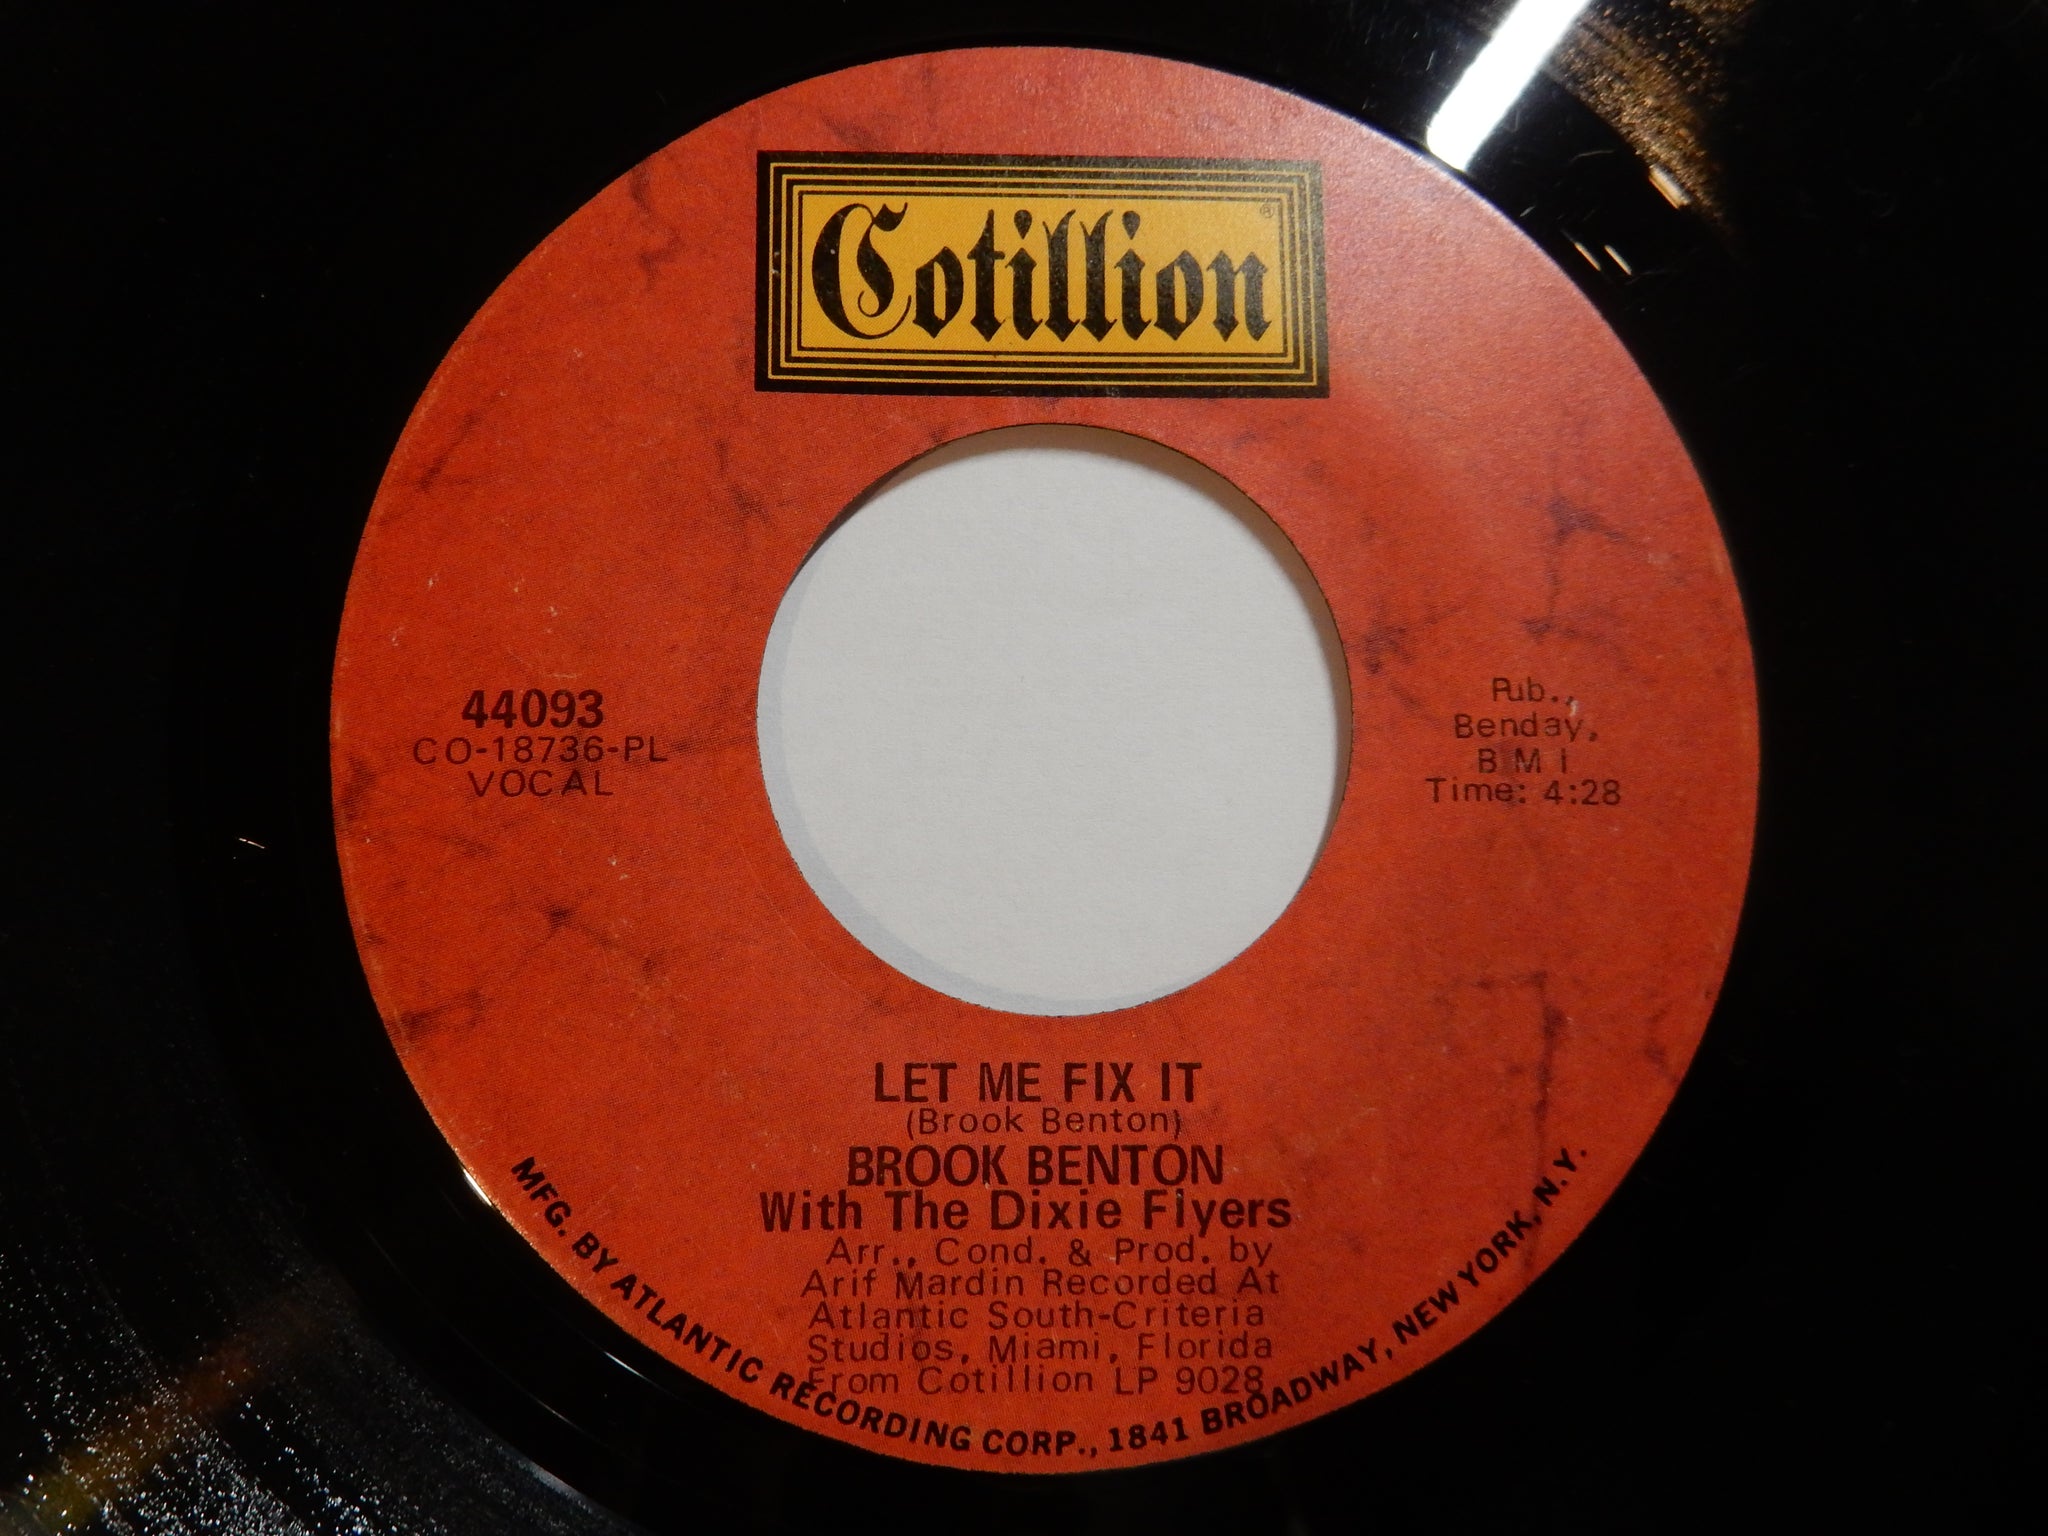 Cotillion ®
44093
CO-18736-PL
VOCAL
Pub.,
Benday,
B M I
Time: 4:28
LET ME FIX IT
(Brook Benton)
BROOK BENTON
With The Dixie Flyers
Arr., Cond. & Prod. by
Arif Mardin Recorded At
Atlantic South-Criteria
Studios, Miami, Florida
From Cotillion LP 9028
MFG. BY ATLANTIC RECORDING CORP., 1841 BROADWAY, NEW YORK, N.Y.